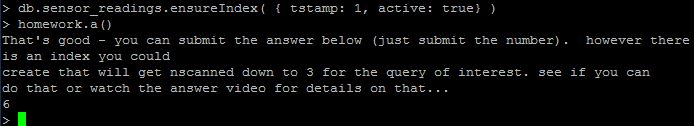 > db.sensor_readings.ensureIndex( { tstamp: 1, active: true} )
> homework.a()
That's good - you can submit the answer below (just submit the number).  however there
is an index you could
create that will get nscanned down to 3 for the query of interest. see if you can
do that or watch the answer video for details on that...
6
>